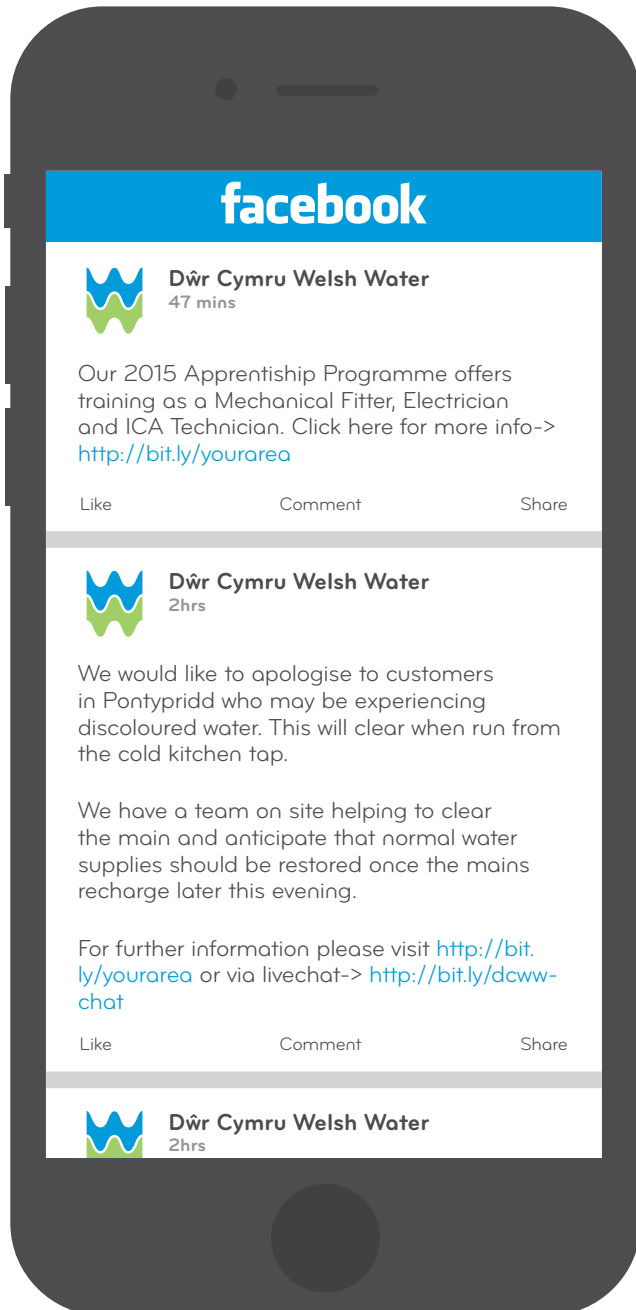 facebook
Dŵr Cymru Welsh Water
47 mins
Our 2015 Apprentiship Programme offers
training as a Mechanical Fitter, Electrician
and ICA Technician. Click here for more info->
http://bit.ly/yourarea
Like Comment Share
Dŵr Cymru Welsh Water
2hrs
We would like to apologise to customers
in Pontypridd who may be experiencing
discoloured water. This will clear when run from
the cold kitchen tap.
We have a team on site helping to clear
the main and anticipate that normal water
supplies should be restored once the mains
recharge later this evening.
For further information please visit http://bit.
ly/yourarea or via livechat-> http://bit.ly/dcww-
chat
Like Comment Share
Dŵr Cymru Welsh Water
2hrs